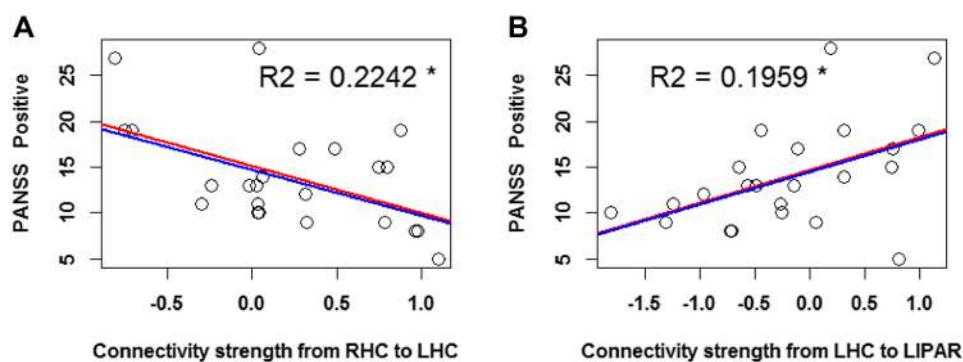 A
R2 = 0.2242 *
PANSS Positive
25
20
15
10
5
-0.5 0.0 0.5 1.0
Connectivity strength from RHC to LHC
B
R2 = 0.1959 *
PANSS Positive
25
20
15
10
5
-1.5 -1.0 -0.5 0.0 0.5 1.0
Connectivity strength from LHC to LIPAR